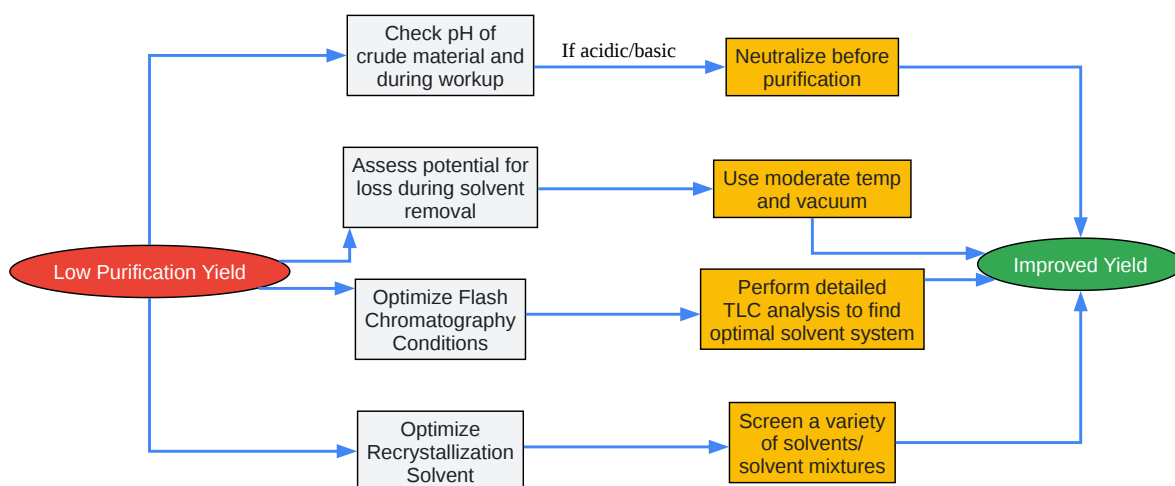 Check pH of
crude material and
during workup
If acidic/basic
Neutralize before
purification
Assess potential for
loss during solvent
removal
Use moderate temp
and vacuum
Low Purification Yield
Improved Yield
Optimize Flash
Chromatography
Conditions
Perform detailed
TLC analysis to find
optimal solvent system
Optimize
Recrystallization
Solvent
Screen a variety
of solvents/
solvent mixtures